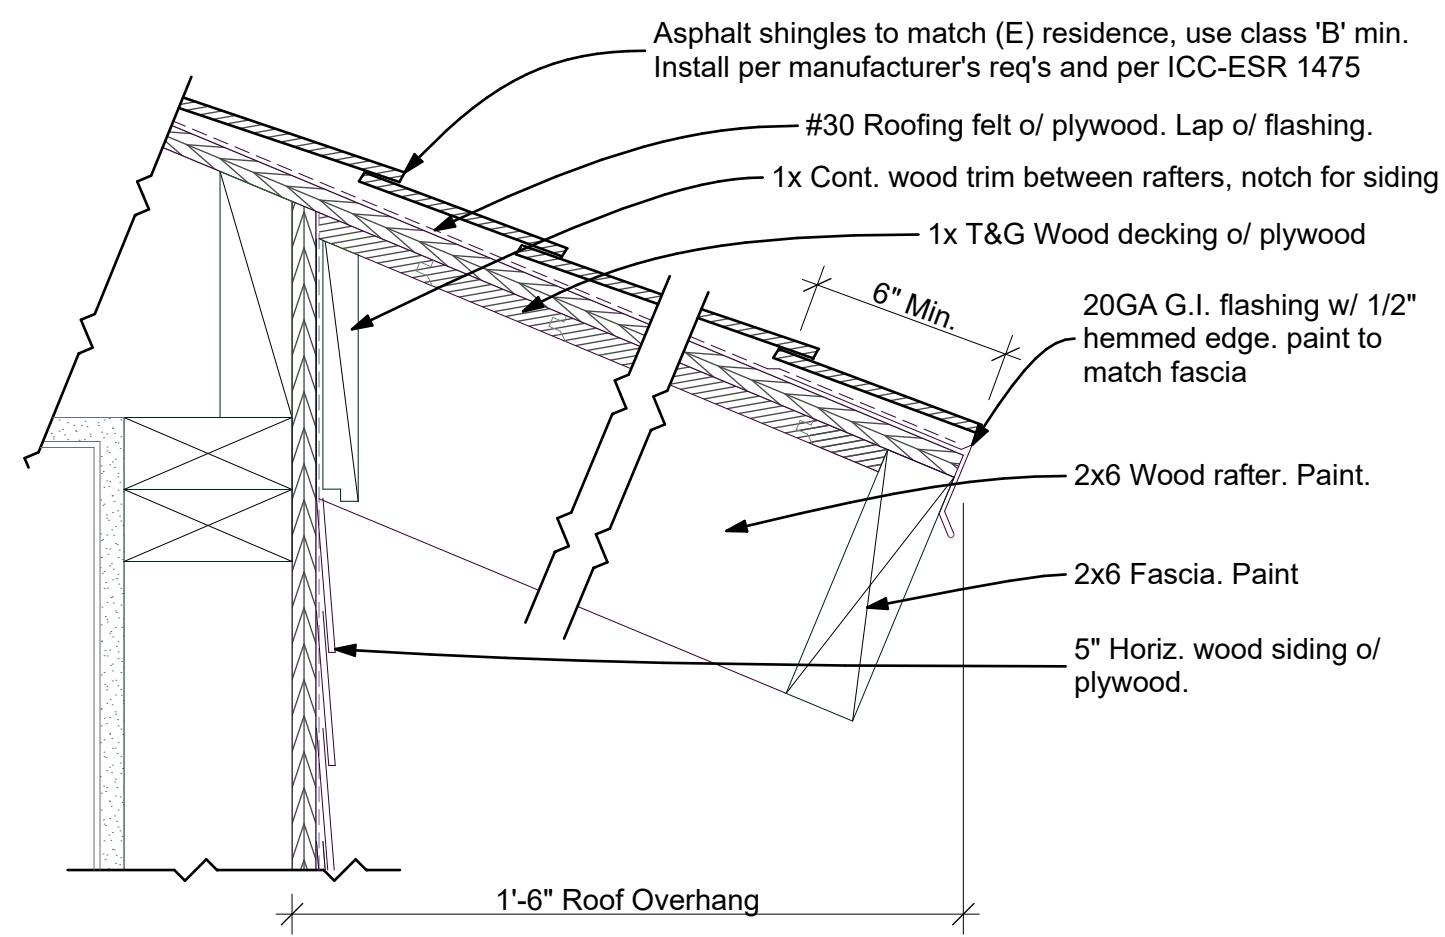 Asphalt shingles to match (E) residence, use class 'B' min.
Install per manufacturer's req's and per ICC-ESR 1475
#30 Roofing felt o/ plywood. Lap o/ flashing.
1x Cont. wood trim between rafters, notch for siding
1x T&G Wood decking o/ plywood
6" Min.
20GA G.I. flashing w/ 1/2"
hemmed edge. paint to
match fascia
2x6 Wood rafter. Paint.
2x6 Fascia. Paint
5" Horiz. wood siding o/
plywood.
1'-6" Roof Overhang